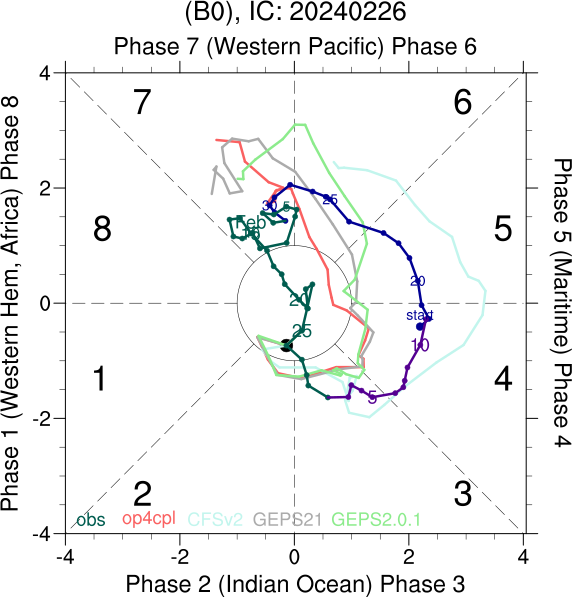 (B0), IC: 20240226
Phase 7 (Western Pacific) Phase 6
Phase 1 (Western Hem, Africa) Phase 8
Phase 5 (Maritime) Phase 4
4
2
0
-2
-4
7
6
8
5
1
4
2
3
30
5
25
Feb
20
20
start
25
10
5
obs
op4cpl
CFSv2
GEPS21
GEPS2.0.1
-4
-2
0
2
4
Phase 2 (Indian Ocean) Phase 3